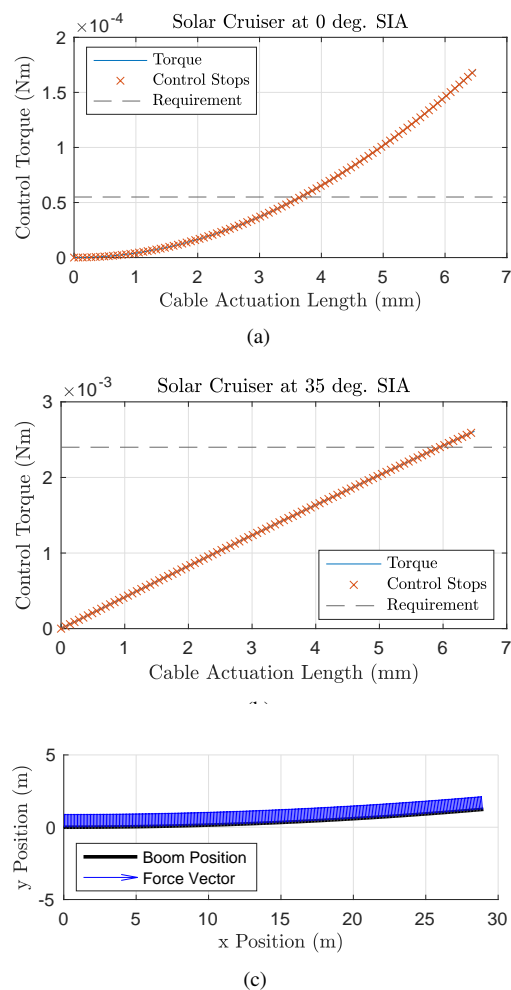 Solar Cruiser at 0 deg. SIA
×10-4
2
1.5
1
0.5
0
Control Torque (Nm)
Torque
Control Stops
Requirement
0 1 2 3 4 5 6 7
Cable Actuation Length (mm)
(a)
Solar Cruiser at 35 deg. SIA
×10-3
3
2
1
0
Control Torque (Nm)
Torque
Control Stops
Requirement
0 1 2 3 4 5 6 7
Cable Actuation Length (mm)
5
0
-5
y Position (m)
Boom Position
Force Vector
0 5 10 15 20 25 30
x Position (m)
(c)